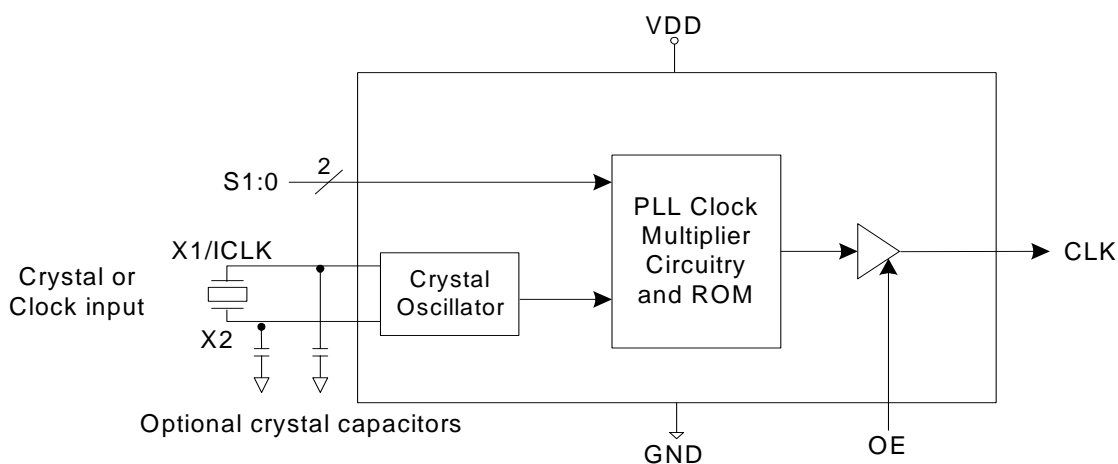 VDD
2
S1:0
PLL Clock
Multiplier
Circuitry
and ROM
X1/ICLK
Crystal or
Clock input
Crystal
Oscillator
CLK
X2
Optional crystal capacitors
GND
OE